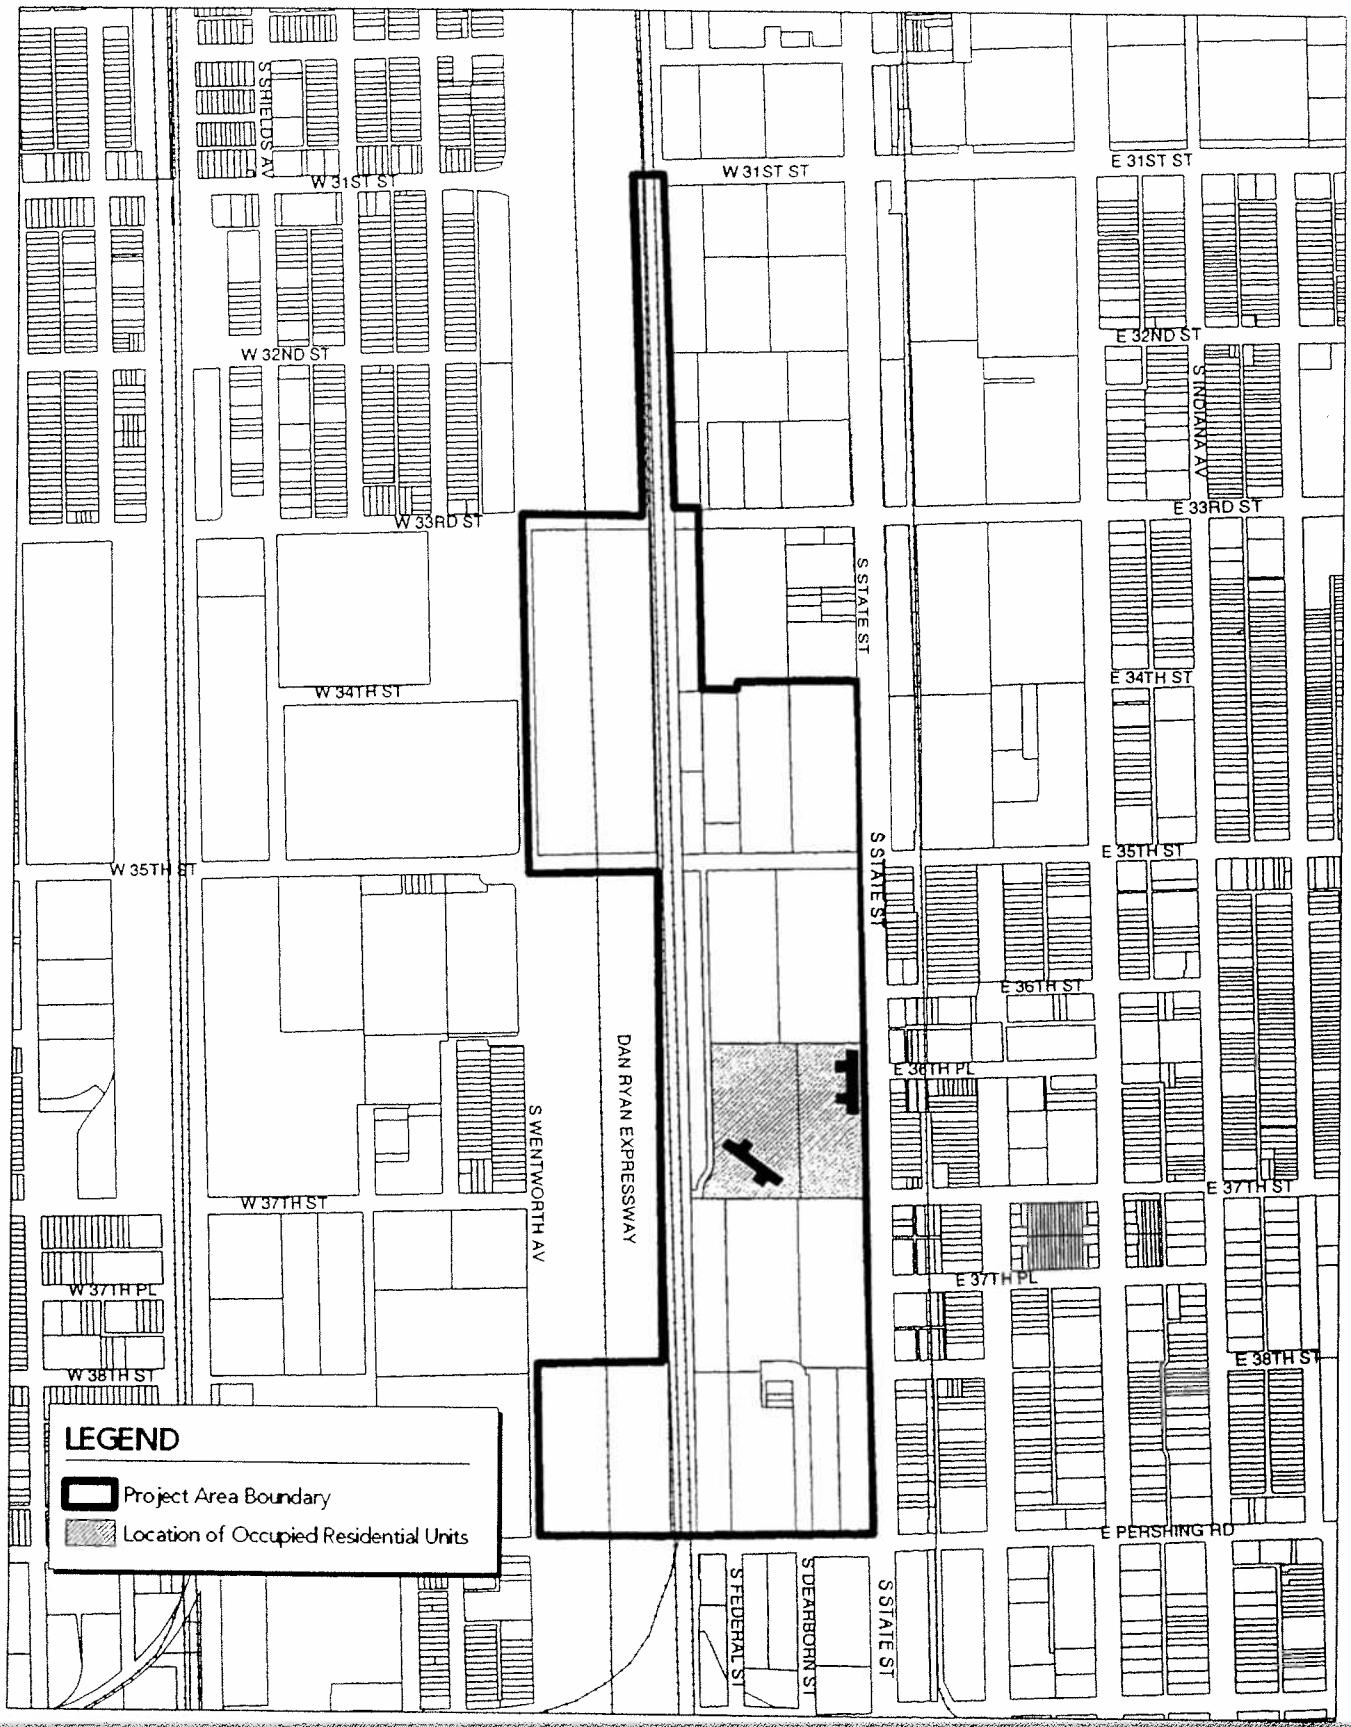 S SHIELDS AV
W 31ST ST
W 31ST ST
E 31ST ST
W 32ND ST
E 32ND ST
S INDIANA AV
W 33RD ST
E 33RD ST
S STATE ST
W 34TH ST
E 34TH ST
S STATE ST
W 35TH ST
E 35TH ST
E 36TH ST
E 36TH PL
DAN RYAN EXPRESSWAY
S WENTWORTH AV
W 37TH ST
E 37TH ST
W 37TH PL
E 37TH PL
W 38TH ST
E 38TH ST
LEGEND
Project Area Boundary
Location of Occupied Residential Units
E PERSHING RD
S FEDERAL ST
S DEARBORN ST
S STATE ST